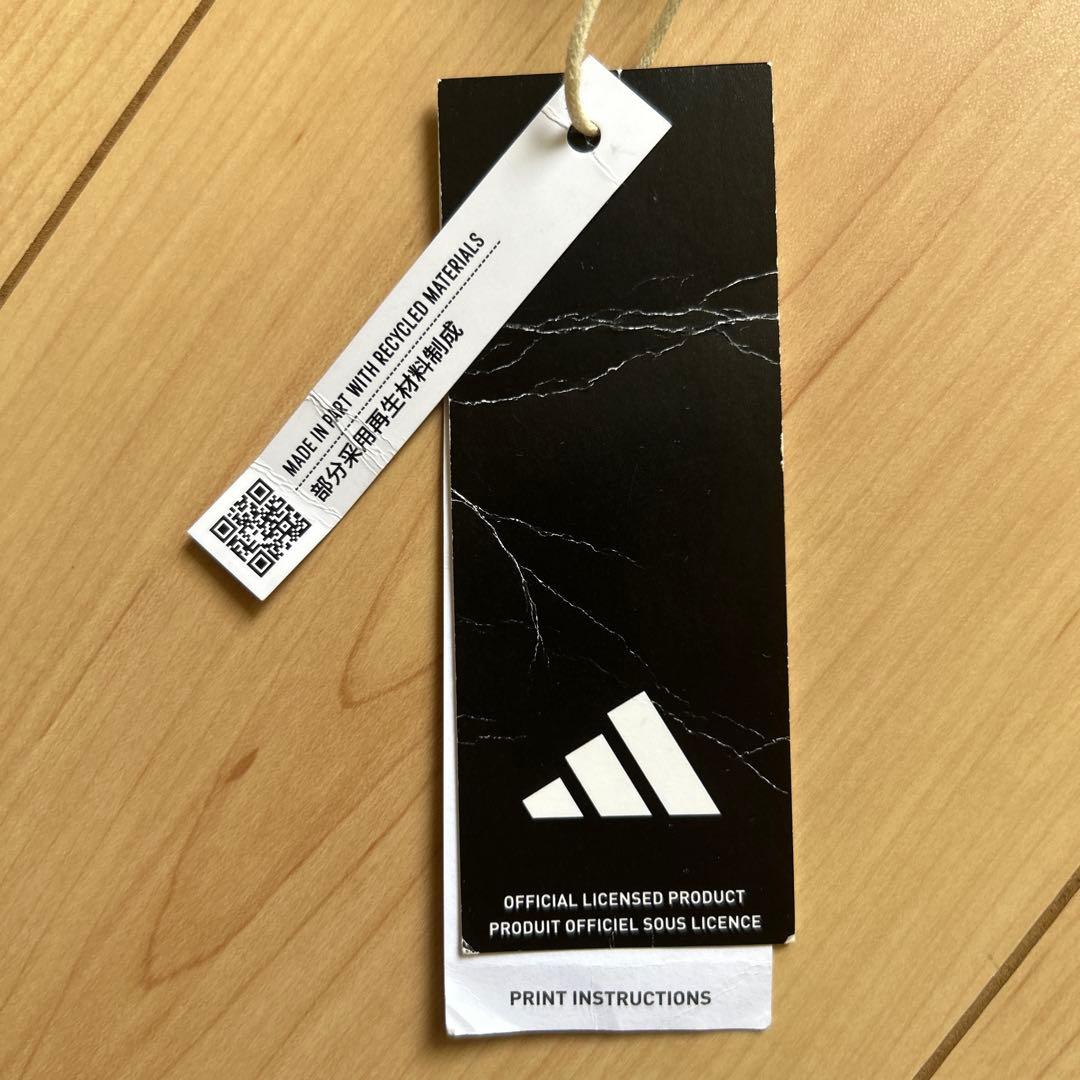 MADE IN PART WITH RECYCLED MATERIALS
部分采用再生材料制成
OFFICIAL LICENSED PRODUCT
PRODUIT OFFICIEL SOUS LICENCE
PRINT INSTRUCTIONS